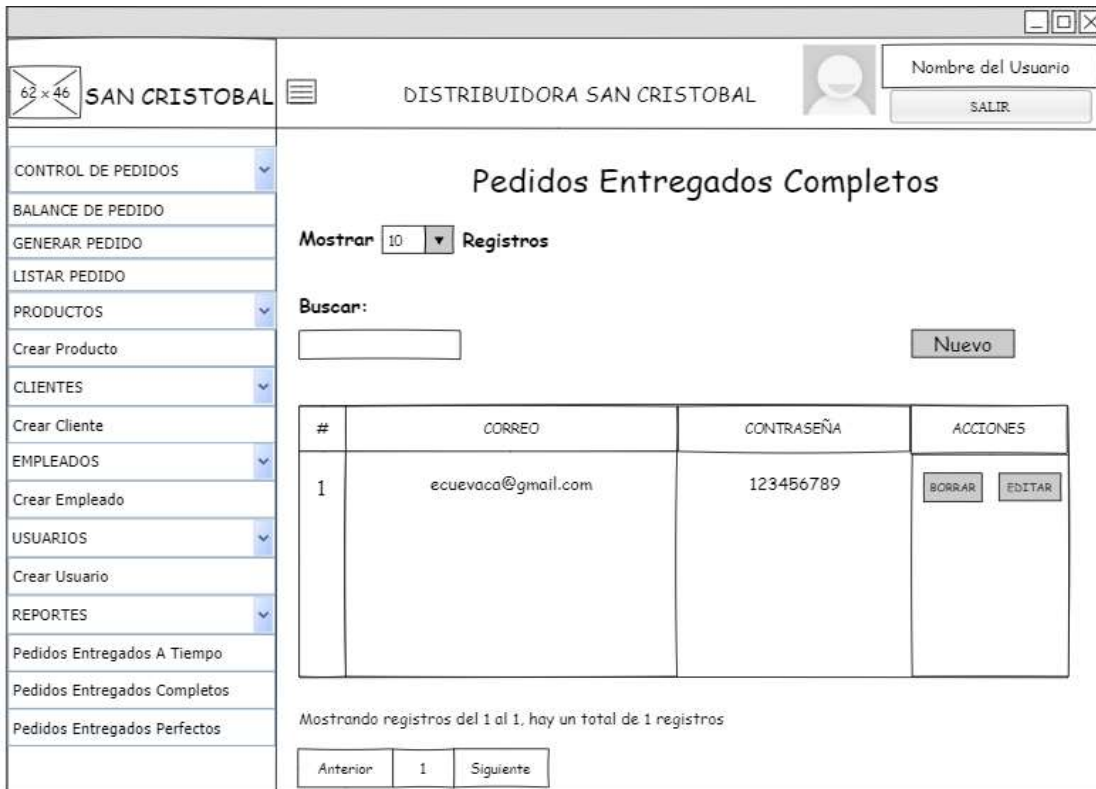 62 x 46
SAN CRISTOBAL
DISTRIBUIDORA SAN CRISTOBAL
Nombre del Usuario
SALIR
CONTROL DE PEDIDOS
BALANCE DE PEDIDO
GENERAR PEDIDO
LISTAR PEDIDO
PRODUCTOS
Crear Producto
CLIENTES
Crear Cliente
EMPLEADOS
Crear Empleado
USUARIOS
Crear Usuario
REPORTES
Pedidos Entregados A Tiempo
Pedidos Entregados Completos
Pedidos Entregados Perfectos
Pedidos Entregados Completos
Mostrar 10 Registros
Buscar:
Nuevo
# CORREO CONTRASEÑA ACCIONES
1 ecuevaca@gmail.com 123456789 BORRAR EDITAR
Mostrando registros del 1 al 1, hay un total de 1 registros
Anterior 1 Siguiente